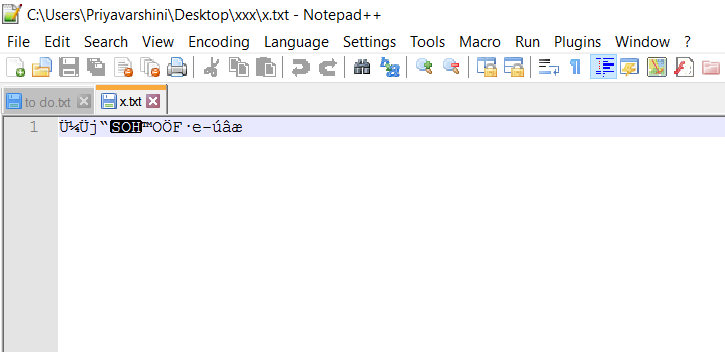 C:\Users\Priyavarshini\Desktop\xxx\x.txt - Notepad++
File Edit Search View Encoding Language Settings Tools Macro Run Plugins Window ?
to do.txt x.txt
1 Ü¼Üj‟SOH™OÖF·e–úâæ